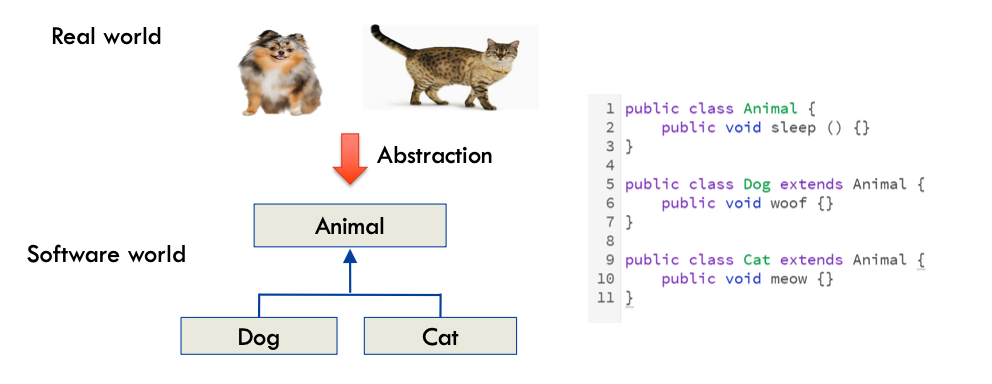 Real world
Abstraction
Animal
Software world
Dog
Cat
1 public class Animal {
2     public void sleep () {}
3 }
4
5 public class Dog extends Animal {
6     public void woof {}
7 }
8
9 public class Cat extends Animal {
10     public void meow {}
11 }